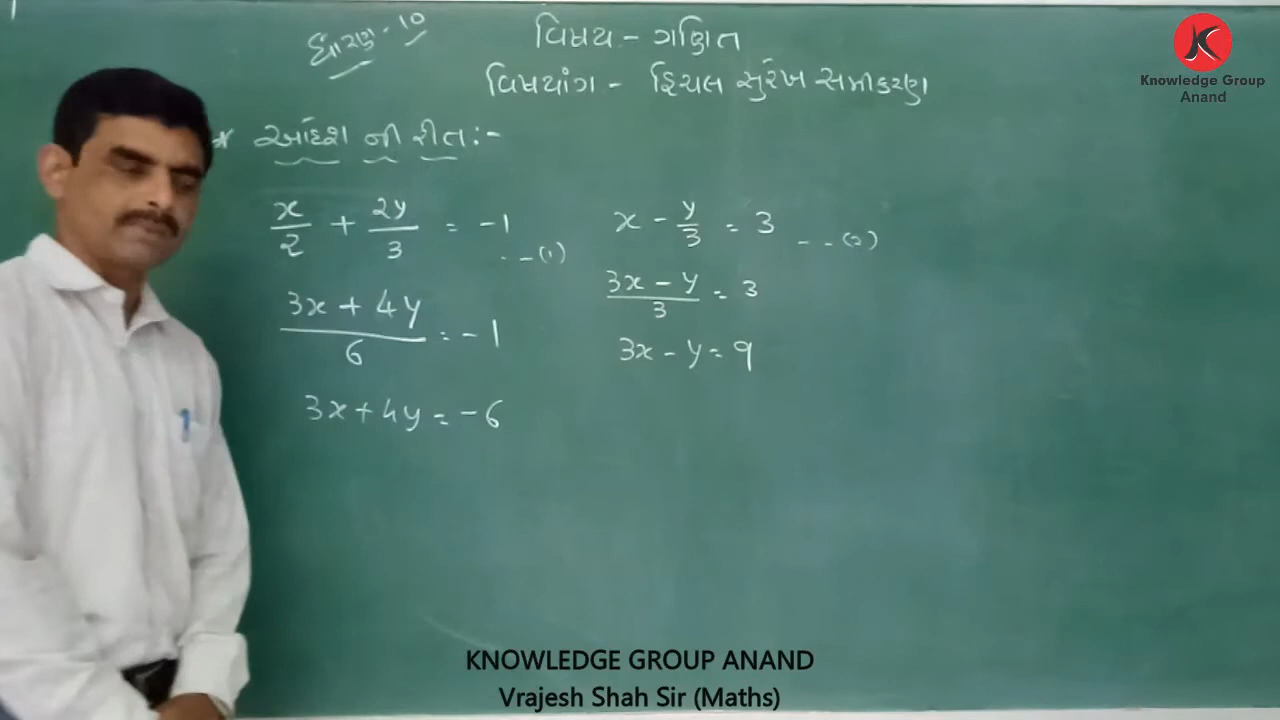 ધોરણ - ૧૦
વિષય - ગણિત
વિષયાંગ - દ્વિચલ સુરેખ સમીકરણ
* આદેશ ની રીત :-
x/2 + 2y/3 = -1 - - (1)
3x + 4y / 6 = -1
3x + 4y = -6
x - y/3 = 3 - - (2)
3x - y / 3 = 3
3x - y = 9
Knowledge Group
Anand
KNOWLEDGE GROUP ANAND
Vrajesh Shah Sir (Maths)